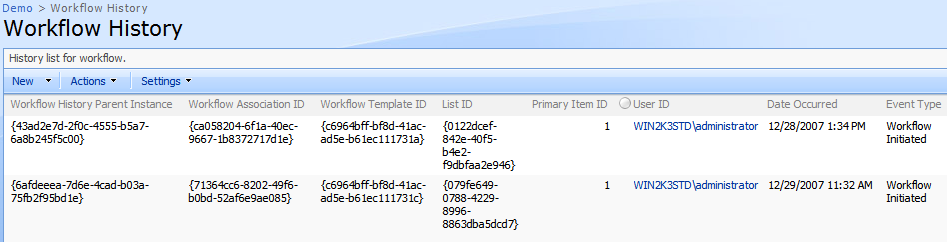 Demo > Workflow History
Workflow History
History list for workflow.
New Actions Settings
Workflow History Parent Instance Workflow Association ID Workflow Template ID List ID Primary Item ID User ID Date Occurred Event Type
{43ad2e7d-2f0c-4555-b5a7- {ca058204-6f1a-40ec- {c6964bff-bf8d-41ac- {0122dcef- 1 WIN2K3STD\administrator 12/28/2007 1:34 PM Workflow
6a8b245f5c00} 9667-1b8372717d1e} ad5e-b61ec111731a} 842e-40f5- Initiated
b4e2-
f9dbfaa2e946}
{6afdeeea-7d6e-4cad-b03a- {71364cc6-8202-49f6- {c6964bff-bf8d-41ac- {079fe649- 1 WIN2K3STD\administrator 12/29/2007 11:32 AM Workflow
75fb2f95bd1e} b0bd-52af6e9ae085} ad5e-b61ec111731c} 0788-4229- Initiated
8996-
8863dba5dcd7}